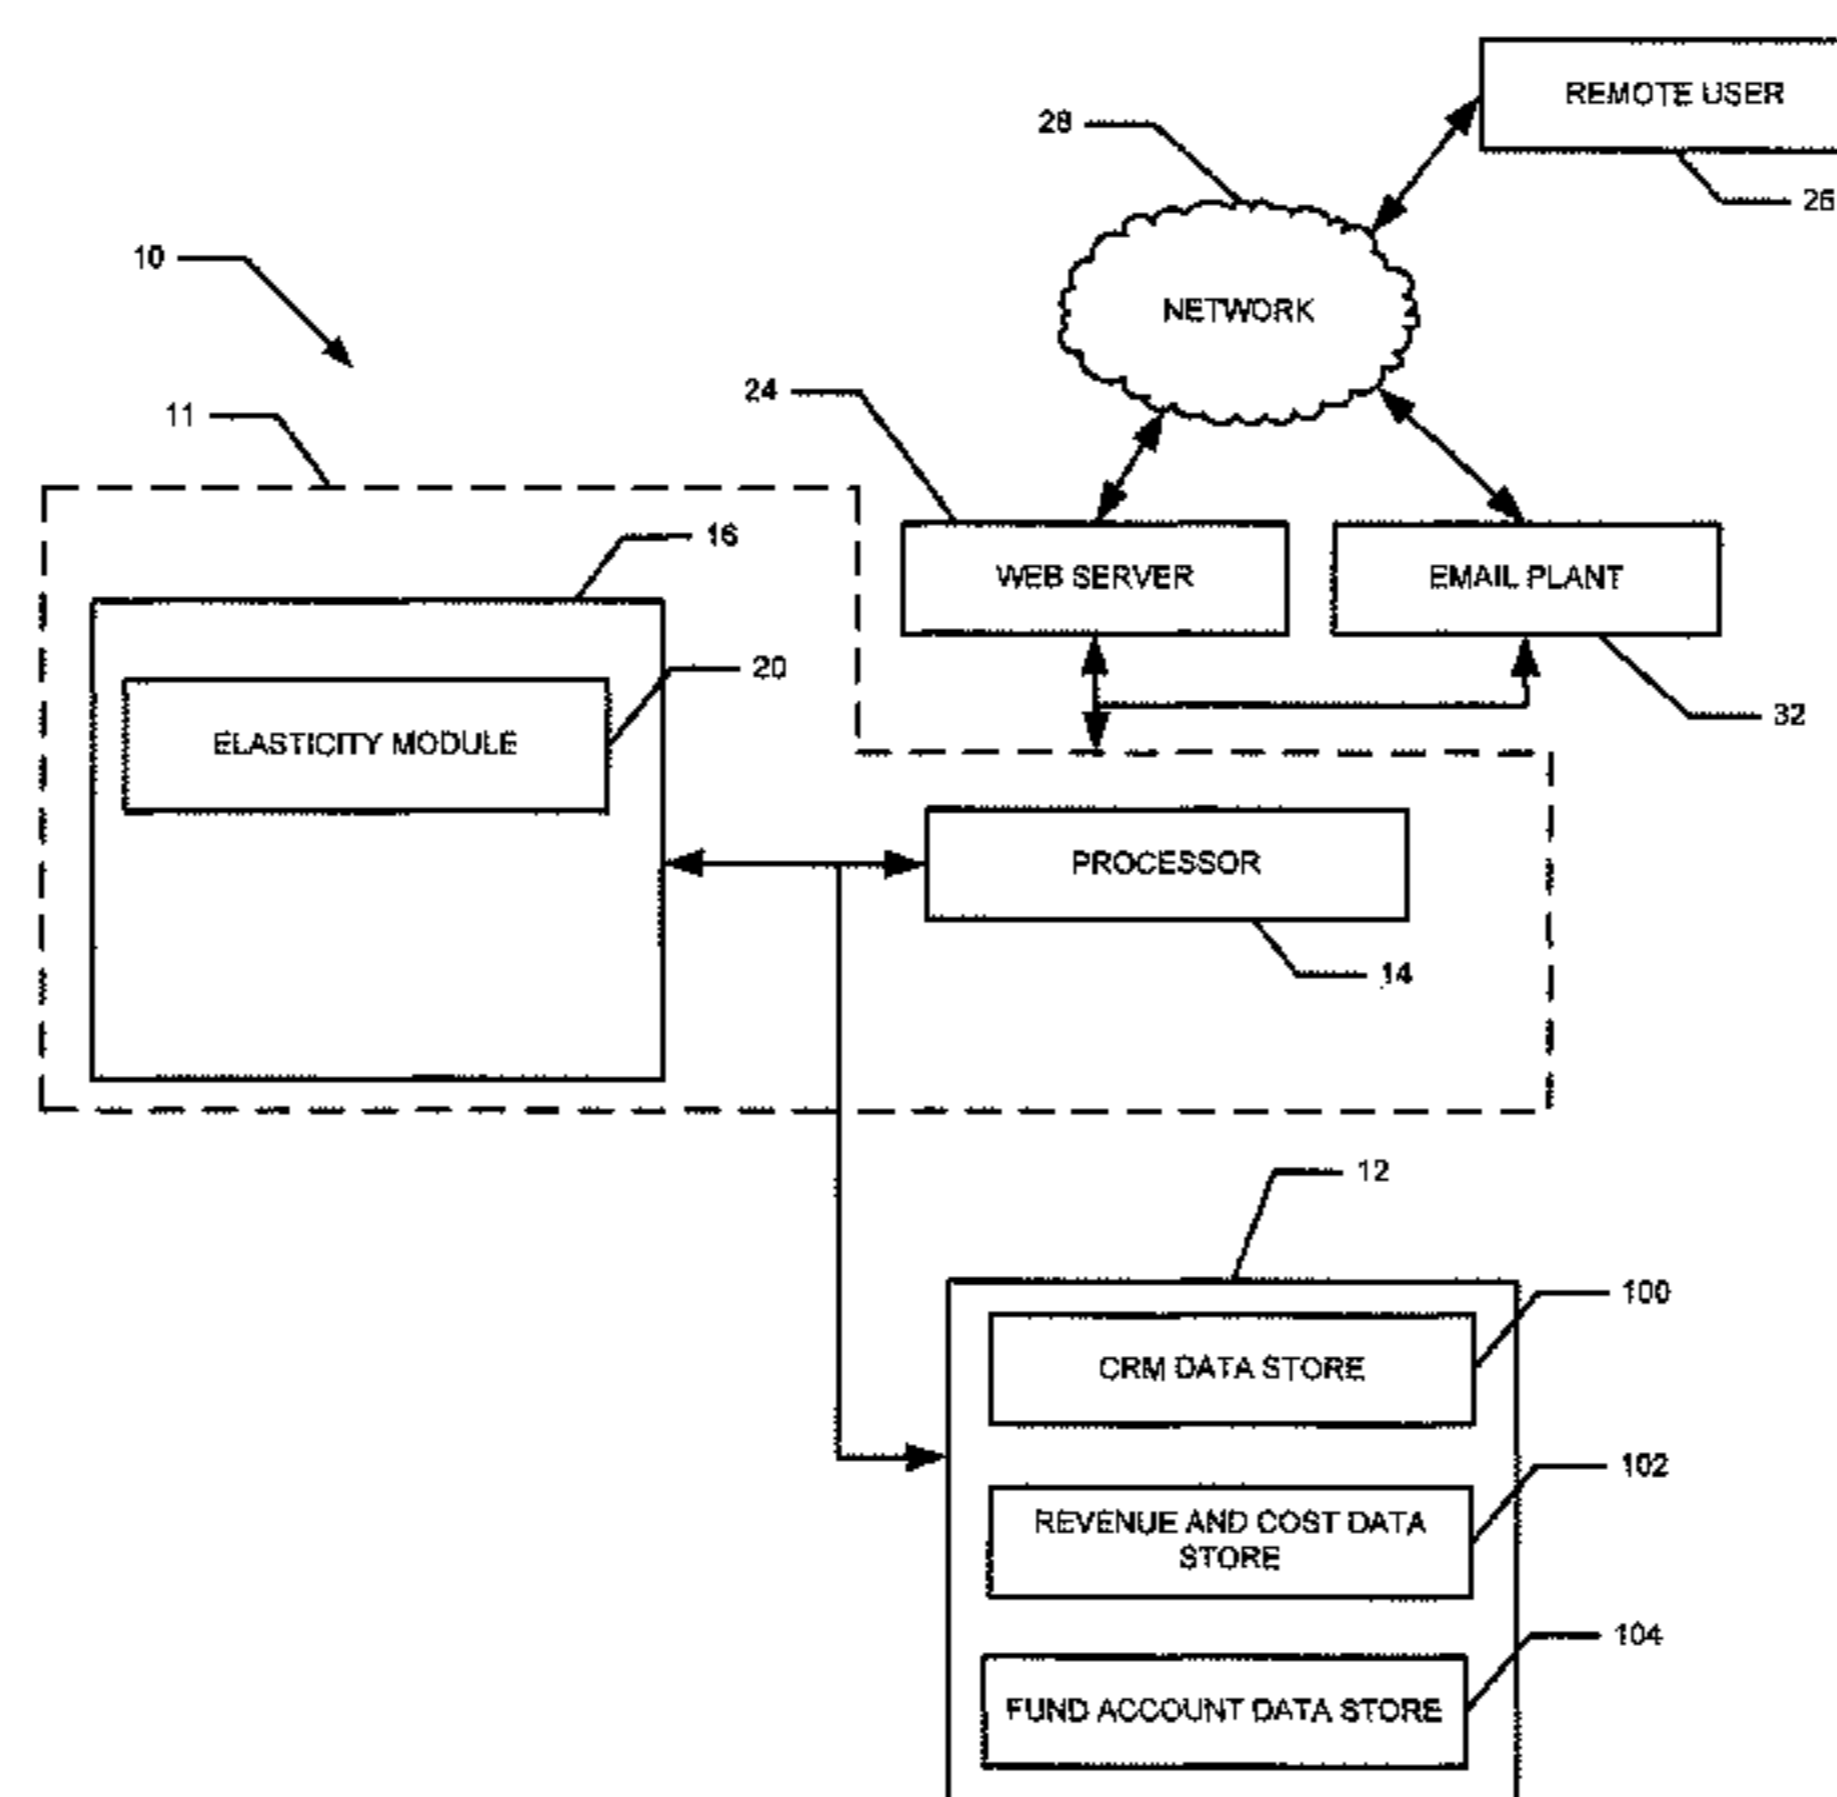 REMOTE USER
28
26
10
NETWORK
24
11
16
WEB SERVER
EMAIL PLANT
20
32
ELASTICITY MODULE
PROCESSOR
14
12
100
CRM DATA STORE
102
REVENUE AND COST DATA
STORE
104
FUND ACCOUNT DATA STORE